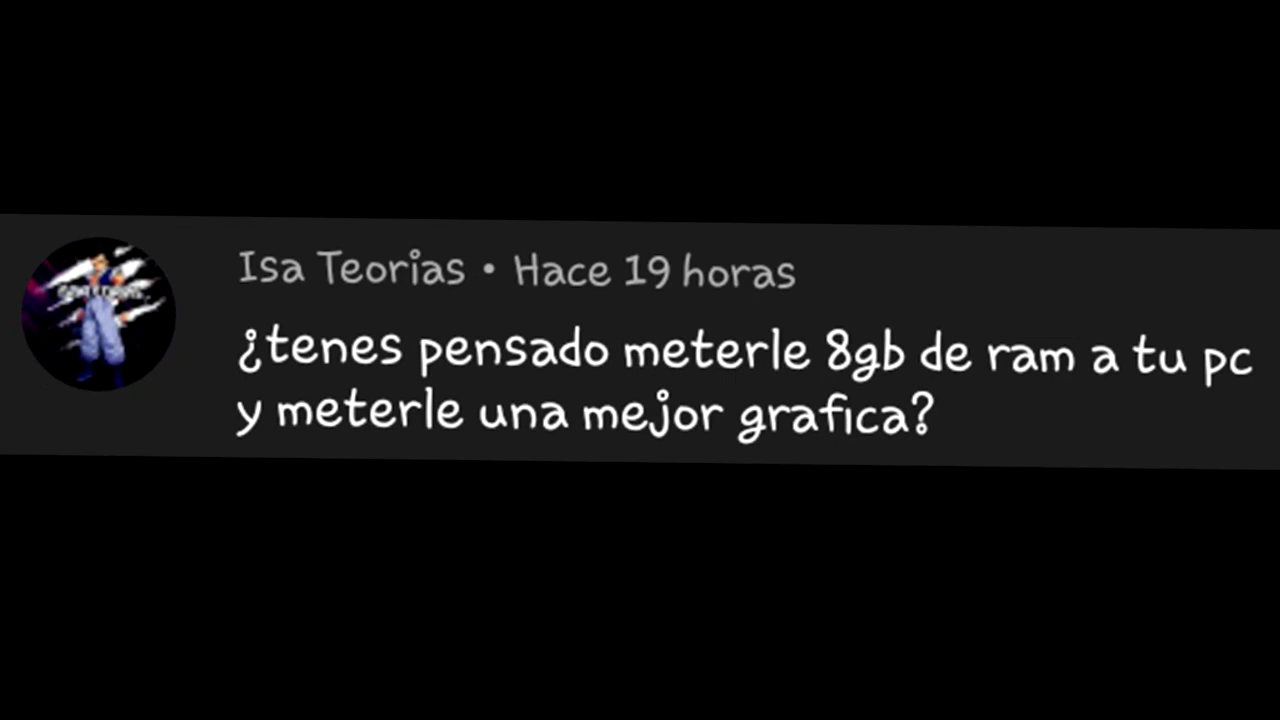 Isa Teorias • Hace 19 horas
¿tenes pensado meterle 8gb de ram a tu pc
y meterle una mejor grafica?